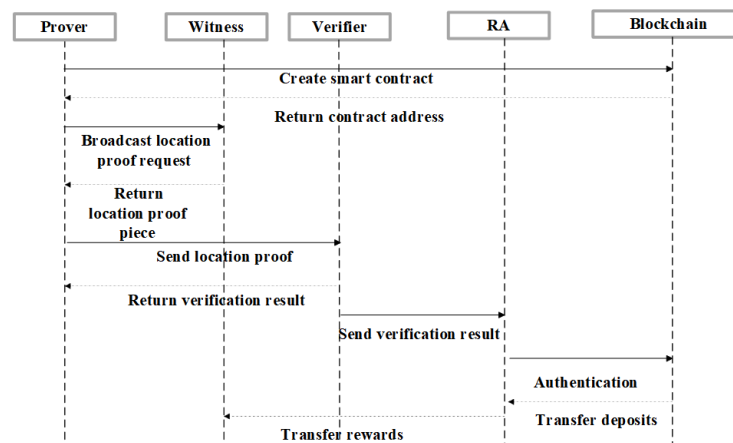 Prover Witness Verifier RA Blockchain
Create smart contract
Return contract address
Broadcast location
proof request
Return
location proof
piece
Send location proof
Return verification result
Send verification result
Authentication
Transfer deposits
Transfer rewards